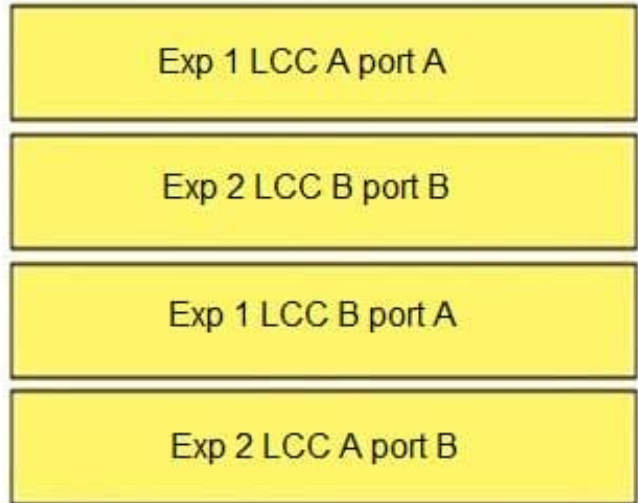 Exp 1 LCC A port A
Exp 2 LCC B port B
Exp 1 LCC B port A
Exp 2 LCC A port B